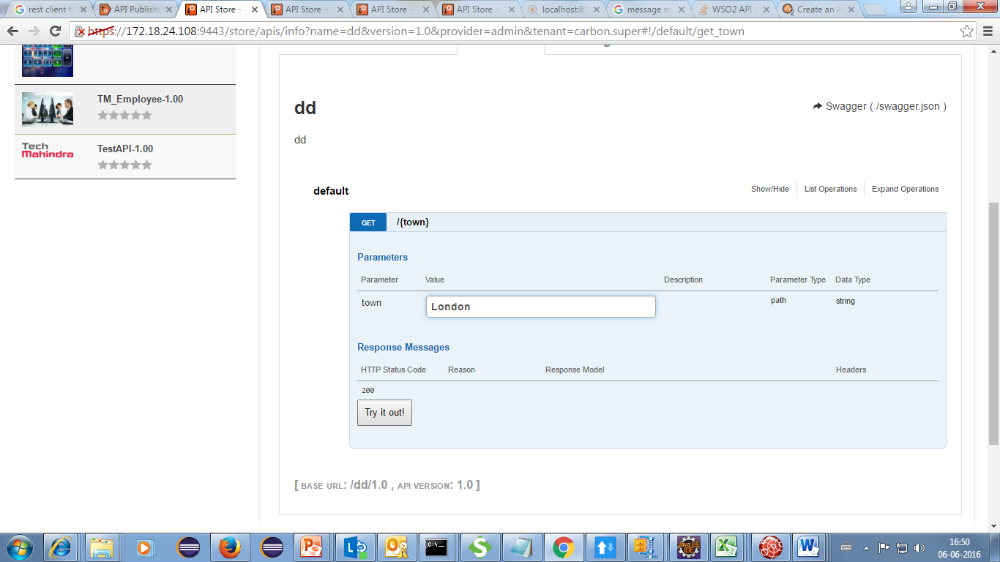 rest client f
API Publishe
API Store -
API Store -
API Store -
API Store -
localhost:8
message m
WSO2 API
Create an A
https://172.18.24.108:9443/store/apis/info?name=dd&version=1.0&provider=admin&tenant=carbon.super#!/default/get_town
TM_Employee-1.00
Tech
Mahindra
TestAPI-1.00
dd
Swagger ( /swagger.json )
dd
default
Show/Hide
List Operations
Expand Operations
GET
/{town}
Parameters
Parameter
Value
Description
Parameter Type
Data Type
town
London
path
string
Response Messages
HTTP Status Code
Reason
Response Model
Headers
200
Try it out!
[ BASE URL: /dd/1.0 , API VERSION: 1.0 ]
C:\.
Java EE
IDE
16:50
06-06-2016